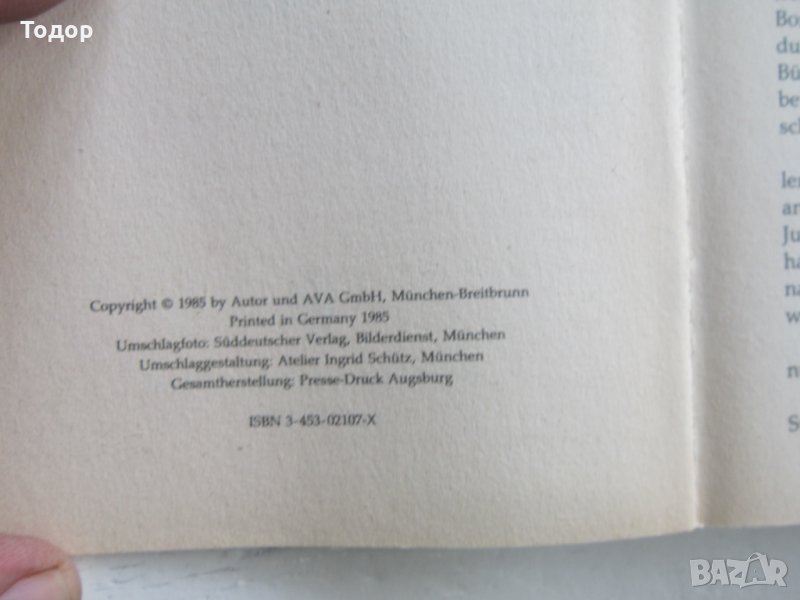 Тодор
Copyright © 1985 by Autor und AVA GmbH, München-Breitbrunn
Printed in Germany 1985
Umschlagfoto: Süddeutscher Verlag, Bilderdienst, München
Umschlaggestaltung: Atelier Ingrid Schütz, München
Gesamtherstellung: Presse-Druck Augsburg
ISBN 3-453-02107-X
BAZAR